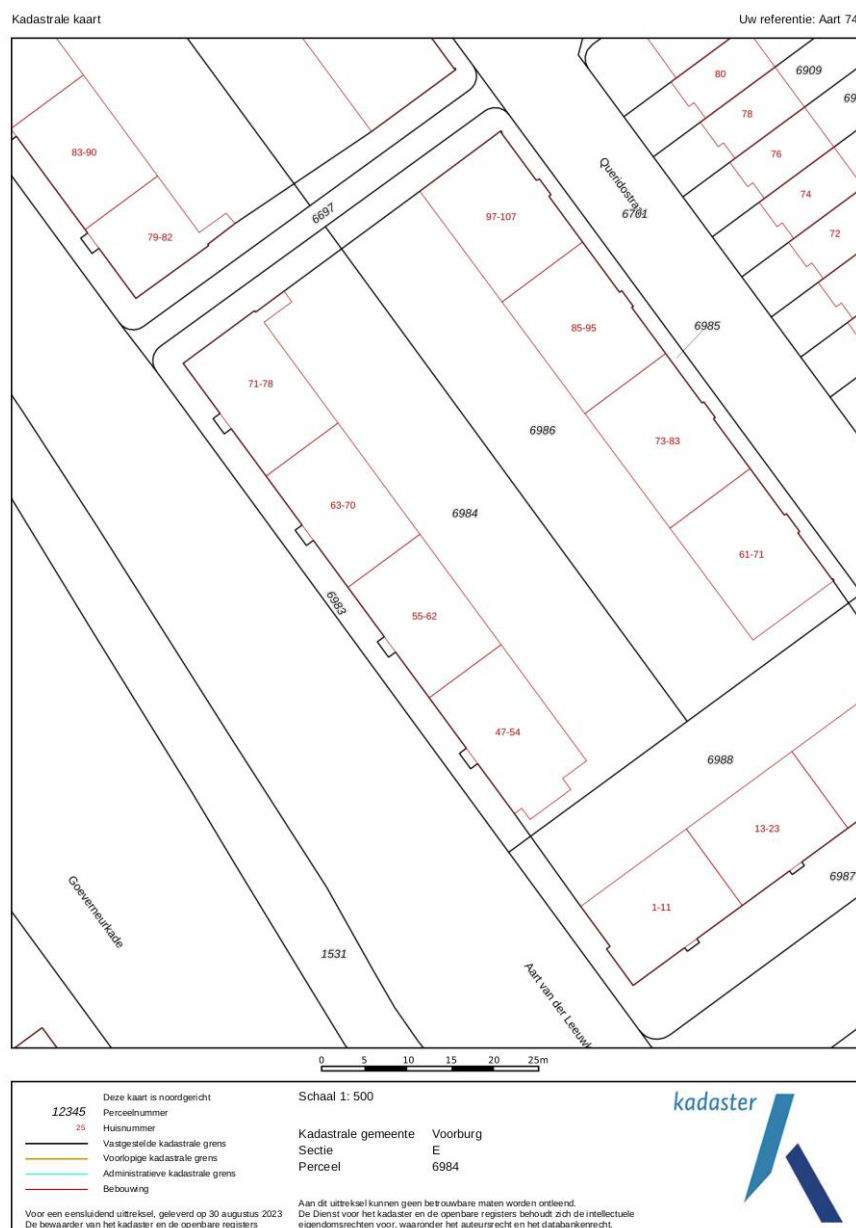 Kadastrale kaart
Uw referentie: Aart 74
80
6909
78
76
74
72
83-90
79-82
6697
Queridostraat
6701
97-107
85-95
6985
71-78
6986
73-83
63-70
6984
61-71
6983
55-62
47-54
6988
13-23
6987
1-11
Goeverneurkade
1531
Aart van der Leeuwk
0 5 10 15 20 25m
Deze kaart is noordgericht
12345 Perceelnummer
25 Huisnummer
Vastgestelde kadastrale grens
Voorlopige kadastrale grens
Administratieve kadastrale grens
Bebouwing
Voor een eensluidend uittreksel, geleverd op 30 augustus 2023
De bewaarder van het kadaster en de openbare registers
Schaal 1: 500
Kadastrale gemeente Voorburg
Sectie E
Perceel 6984
Aan dit uittreksel kunnen geen betrouwbare maten worden ontleend.
De Dienst voor het kadaster en de openbare registers behoudt zich de intellectuele
eigendomsrechten voor, waaronder het auteursrecht en het databankenrecht.
kadaster